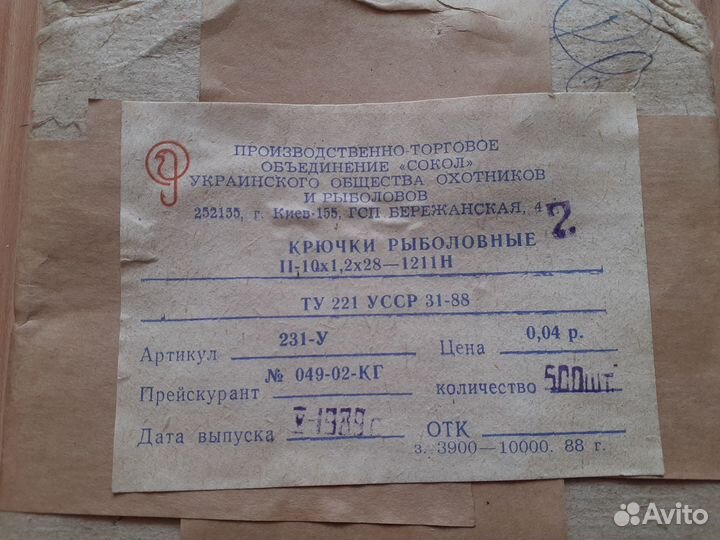 ПРОИЗВОДСТВЕННО-ТОРГОВОЕ
ОБЪЕДИНЕНИЕ «СОКОЛ»
УКРАИНСКОГО ОБЩЕСТВА ОХОТНИКОВ
И РЫБОЛОВОВ
252135, г. Киев-155, ГСП БЕРЕЖАНСКАЯ, 4
2.
КРЮЧКИ РЫБОЛОВНЫЕ
II-10х1,2х28—1211Н
ТУ 221 УССР 31-88
Артикул 231-У Цена 0,04 р.
Прейскурант № 049-02-КГ количество 500шт.
Дата выпуска V-1989г ОТК
з. 3900—10000. 88 г.
Avito